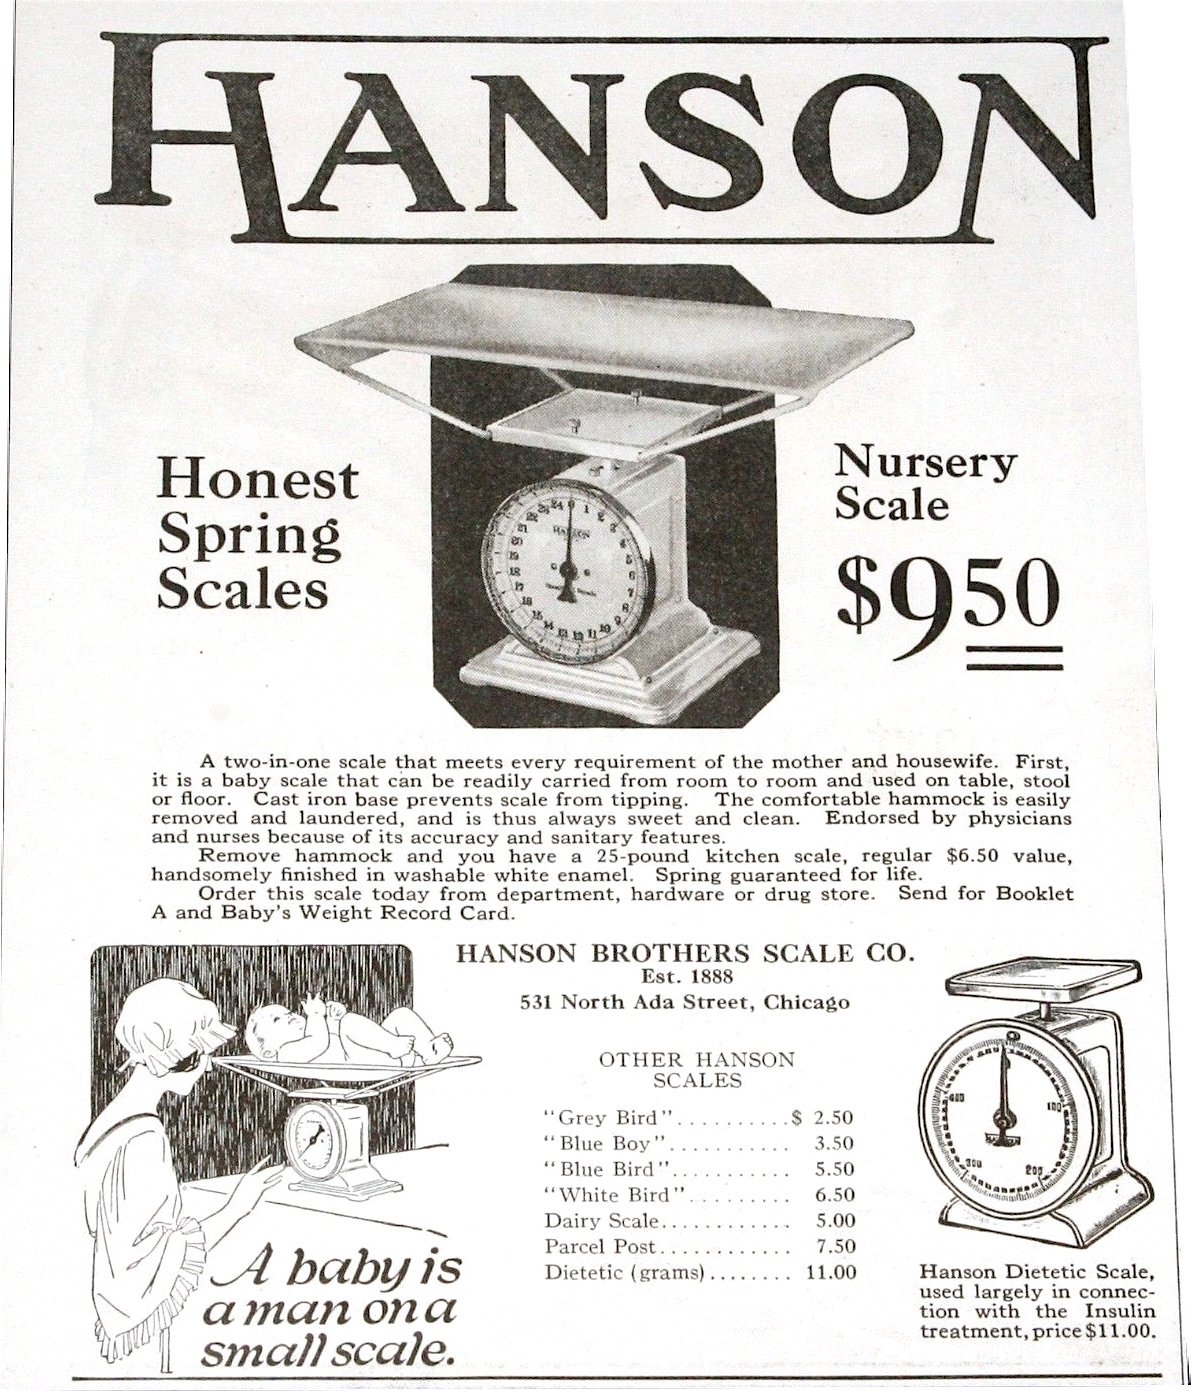 HANSON
Honest
Spring
Scales
Nursery
Scale
$9 50
HANSON
A two-in-one scale that meets every requirement of the mother and housewife. First,
it is a baby scale that can be readily carried from room to room and used on table, stool
or floor. Cast iron base prevents scale from tipping. The comfortable hammock is easily
removed and laundered, and is thus always sweet and clean. Endorsed by physicians
and nurses because of its accuracy and sanitary features.
Remove hammock and you have a 25-pound kitchen scale, regular $6.50 value,
handsomely finished in washable white enamel. Spring guaranteed for life.
Order this scale today from department, hardware or drug store. Send for Booklet
A and Baby's Weight Record Card.
HANSON BROTHERS SCALE CO.
Est. 1888
531 North Ada Street, Chicago
OTHER HANSON
SCALES
"Grey Bird"..........$ 2.50
"Blue Boy"........... 3.50
"Blue Bird"........... 5.50
"White Bird"......... 6.50
Dairy Scale............ 5.00
Parcel Post............ 7.50
Dietetic (grams)........ 11.00
A baby is
a man on a
small scale.
400
100
300
200
Hanson Dietetic Scale,
used largely in connec-
tion with the Insulin
treatment, price $11.00.